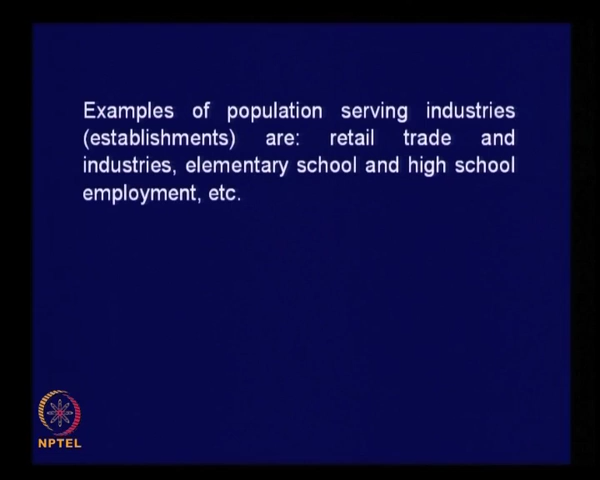 Examples of population serving industries
(establishments) are: retail trade and
industries, elementary school and high school
employment, etc.
NPTEL